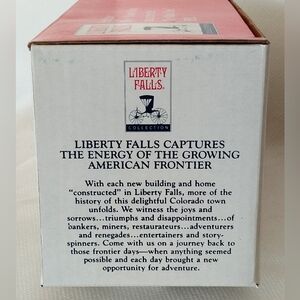 LIBERTY
FALLS
COLLECTION
LIBERTY FALLS CAPTURES
THE ENERGY OF THE GROWING
AMERICAN FRONTIER
With each new building and home
"constructed" in Liberty Falls, more of the
history of this delightful Colorado town
unfolds. We witness the joys and
sorrows...triumphs and disappointments...of
bankers, miners, restaurateurs...adventurers
and renegades...entertainers and story-
spinners. Come with us on a journey back to
those frontier days—when anything seemed
possible and each day brought a new
opportunity for adventure.